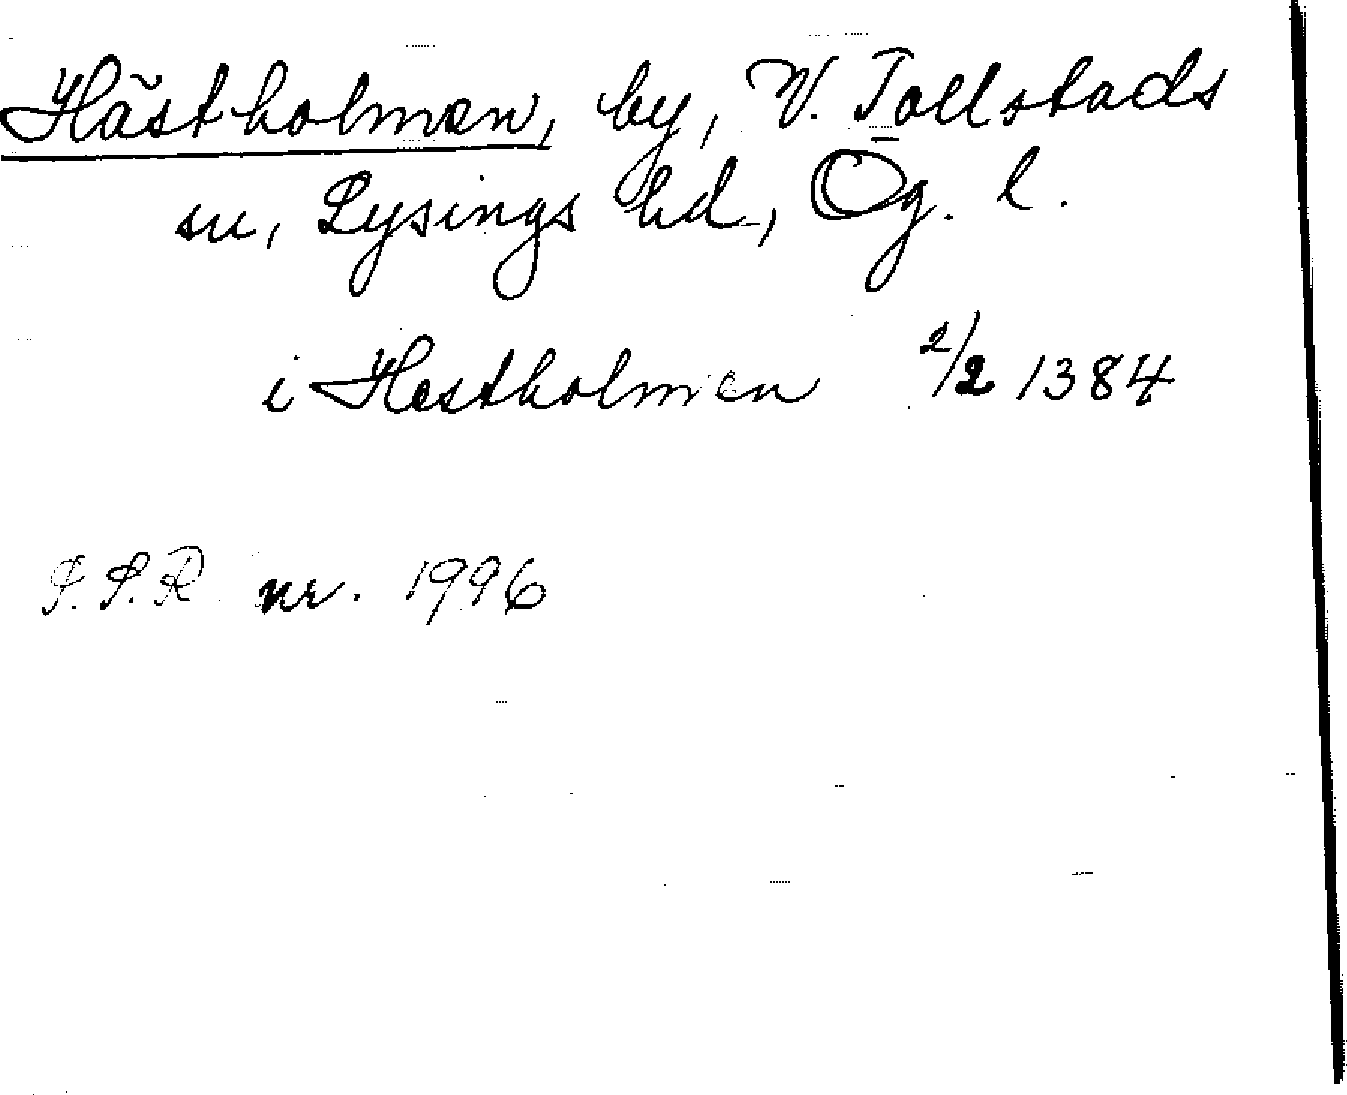 Hästholmen, by, V. Tollstads
sn, Lysings hd, Ög. l.
i Hestholmen 2/2 1384
S.S.R nr. 1996